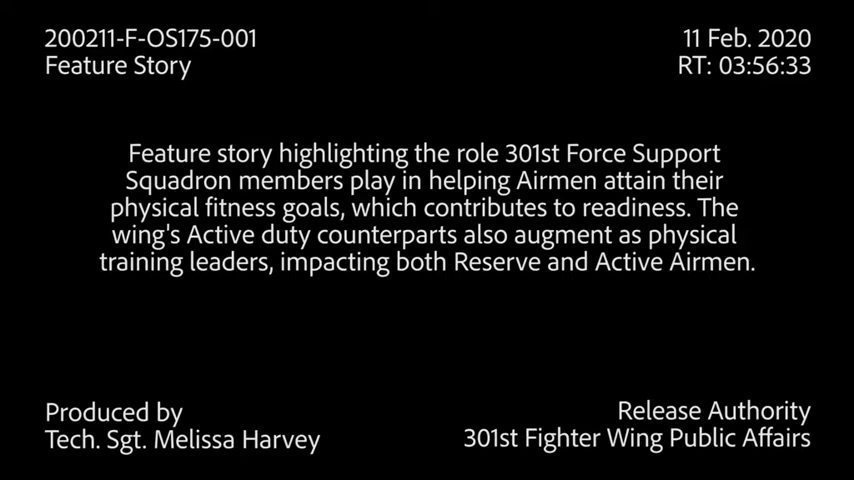 200211-F-OS175-001
Feature Story
11 Feb. 2020
RT: 03:56:33
Feature story highlighting the role 301st Force Support
Squadron members play in helping Airmen attain their
physical fitness goals, which contributes to readiness. The
wing's Active duty counterparts also augment as physical
training leaders, impacting both Reserve and Active Airmen.
Produced by
Tech. Sgt. Melissa Harvey
Release Authority
301st Fighter Wing Public Affairs